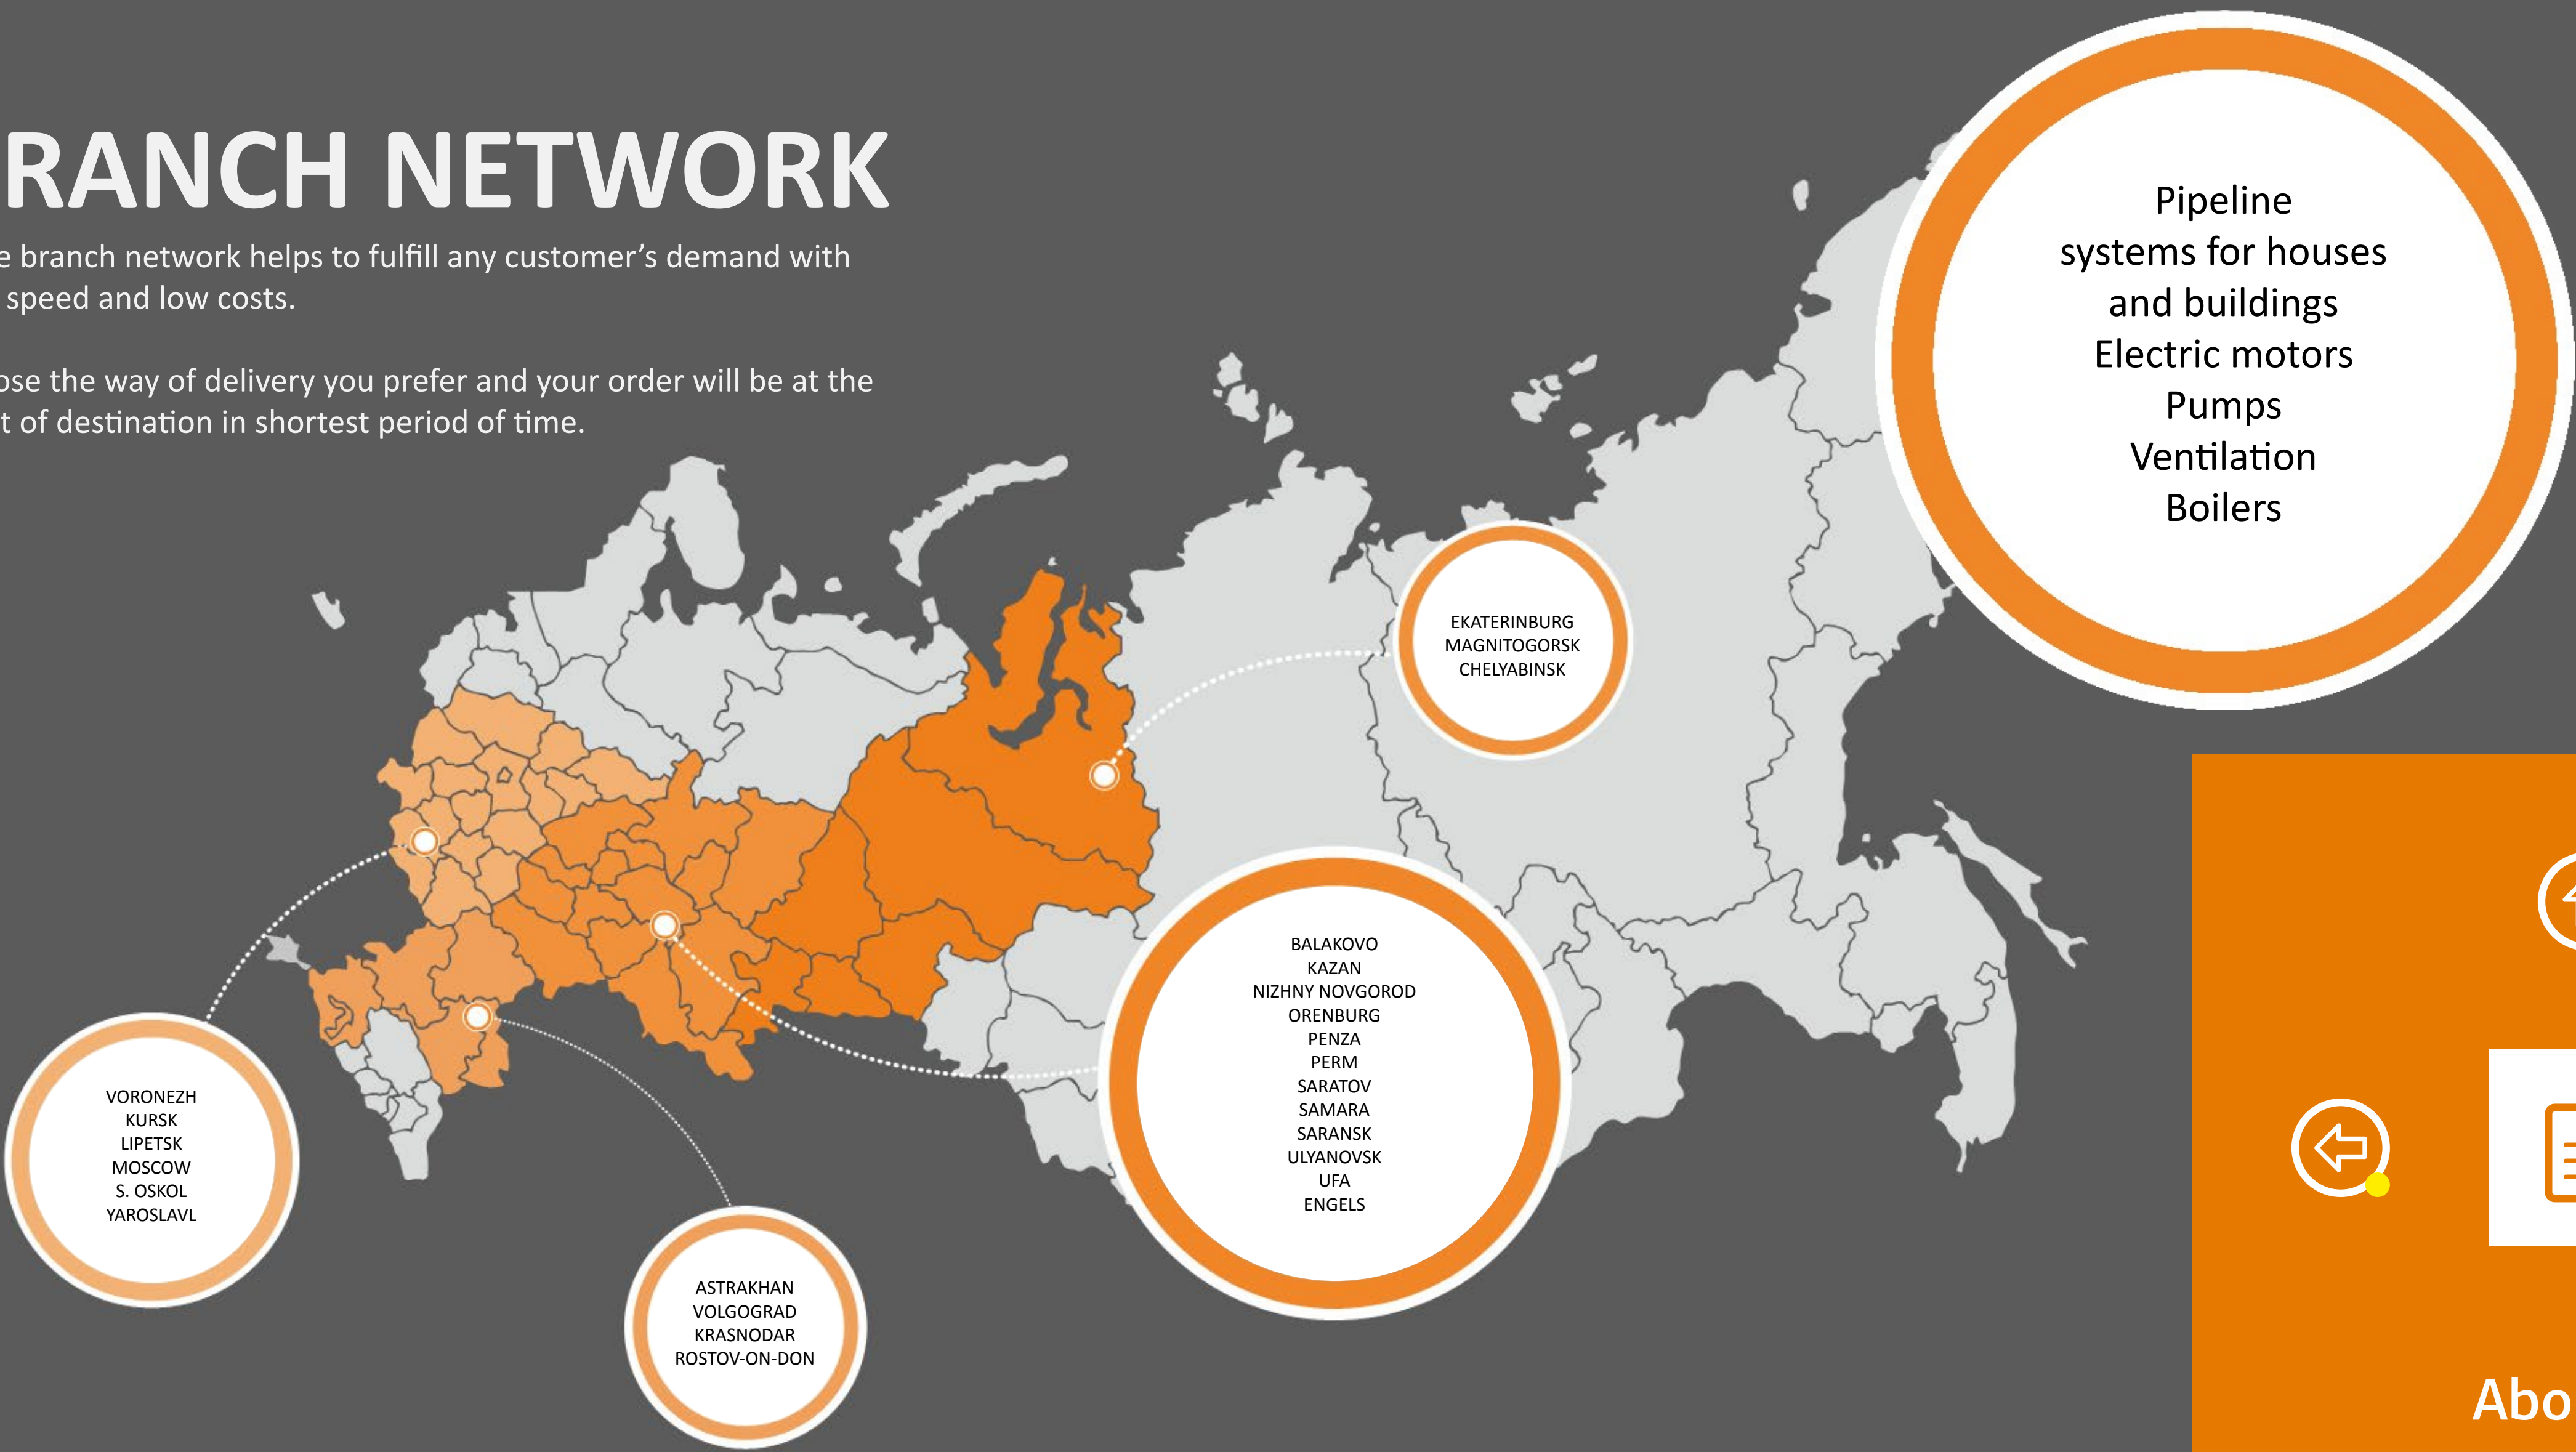 RANCH NETWORK
e branch network helps to fulfill any customer’s demand with
speed and low costs.
ose the way of delivery you prefer and your order will be at the
t of destination in shortest period of time.
Pipeline
systems for houses
and buildings
Electric motors
Pumps
Ventilation
Boilers
EKATERINBURG
MAGNITOGORSK
CHELYABINSK
BALAKOVO
KAZAN
NIZHNY NOVGOROD
ORENBURG
PENZA
PERM
SARATOV
SAMARA
SARANSK
ULYANOVSK
UFA
ENGELS
VORONEZH
KURSK
LIPETSK
MOSCOW
S. OSKOL
YAROSLAVL
ASTRAKHAN
VOLGOGRAD
KRASNODAR
ROSTOV-ON-DON
Abo